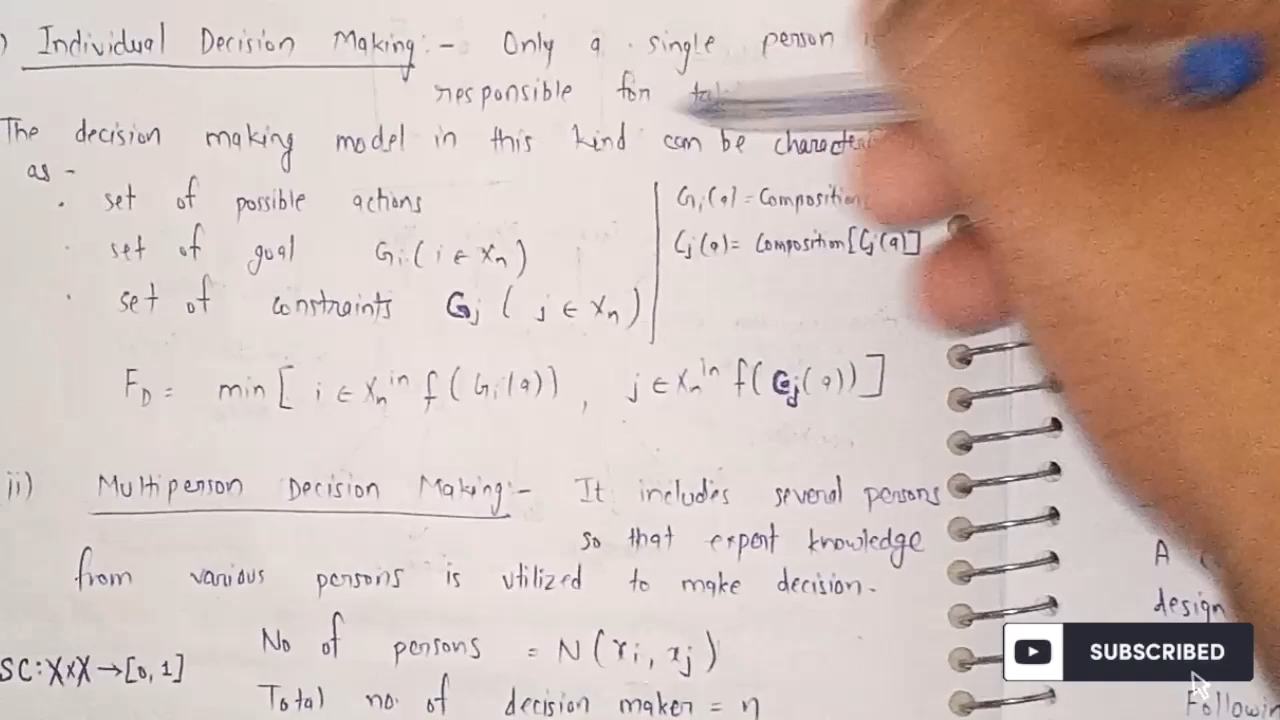 ) Individual Decision Making :- Only a single person
responsible for
The decision making model in this kind can be
as -
. set of possible actions
. set of goal Gi ( i ∈ Xn )
. set of constraints Gj ( j ∈ Xn )
Gi(a) = Composition
Cj(a) = Composition [Cj(a)]
FD = min [ i ∈ Xn^in f ( Gi(a)) , j ∈ Xn^in f( Cj(a)) ]
ii) Multiperson Decision Making :- It includes several persons
so that expert knowledge
from various persons is utilized to make decision.
No of persons = N (xi, xj)
SC : X×X → [0, 1]
Total no. of decision maker = n
A
design
Followin
SUBSCRIBED